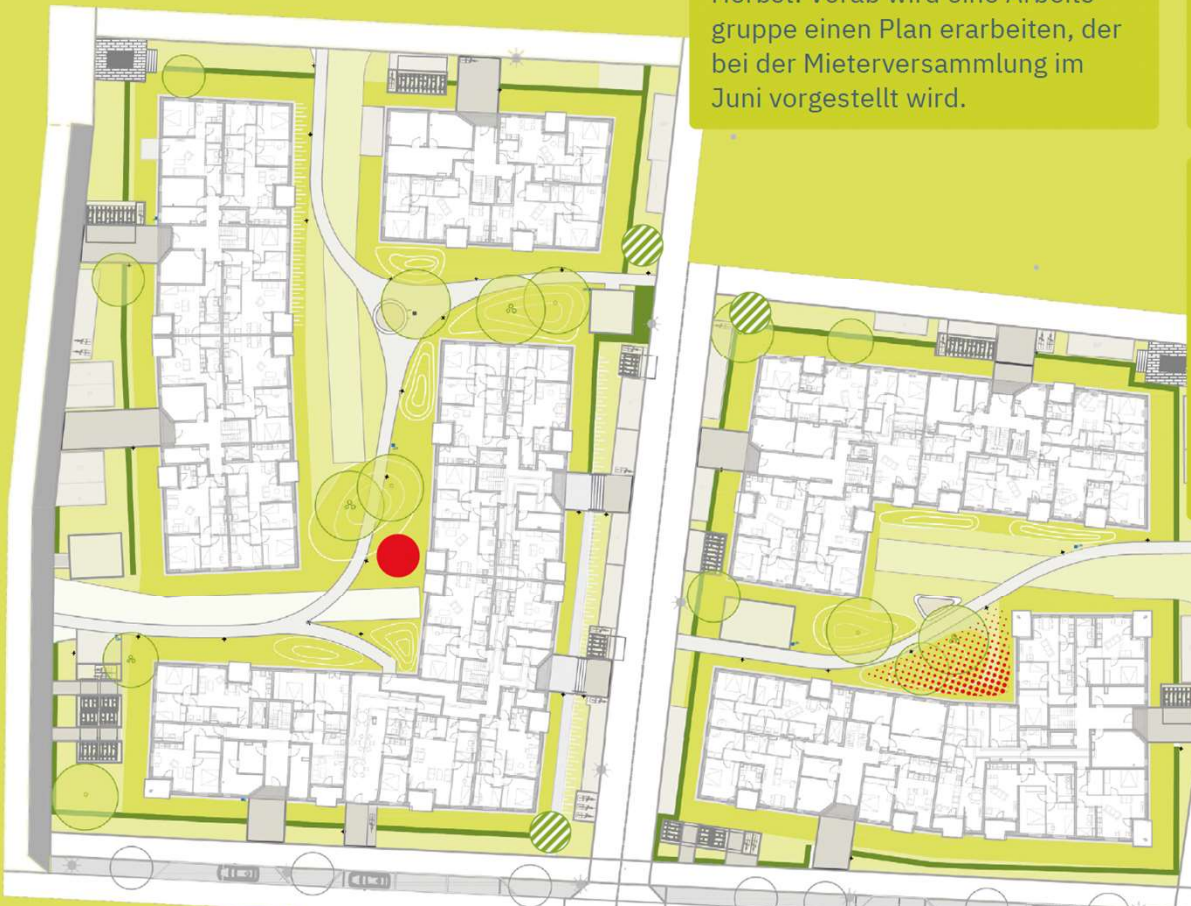 gruppe einen Plan erarbeiten, der
bei der Mieterversammlung im
Juni vorgestellt wird.